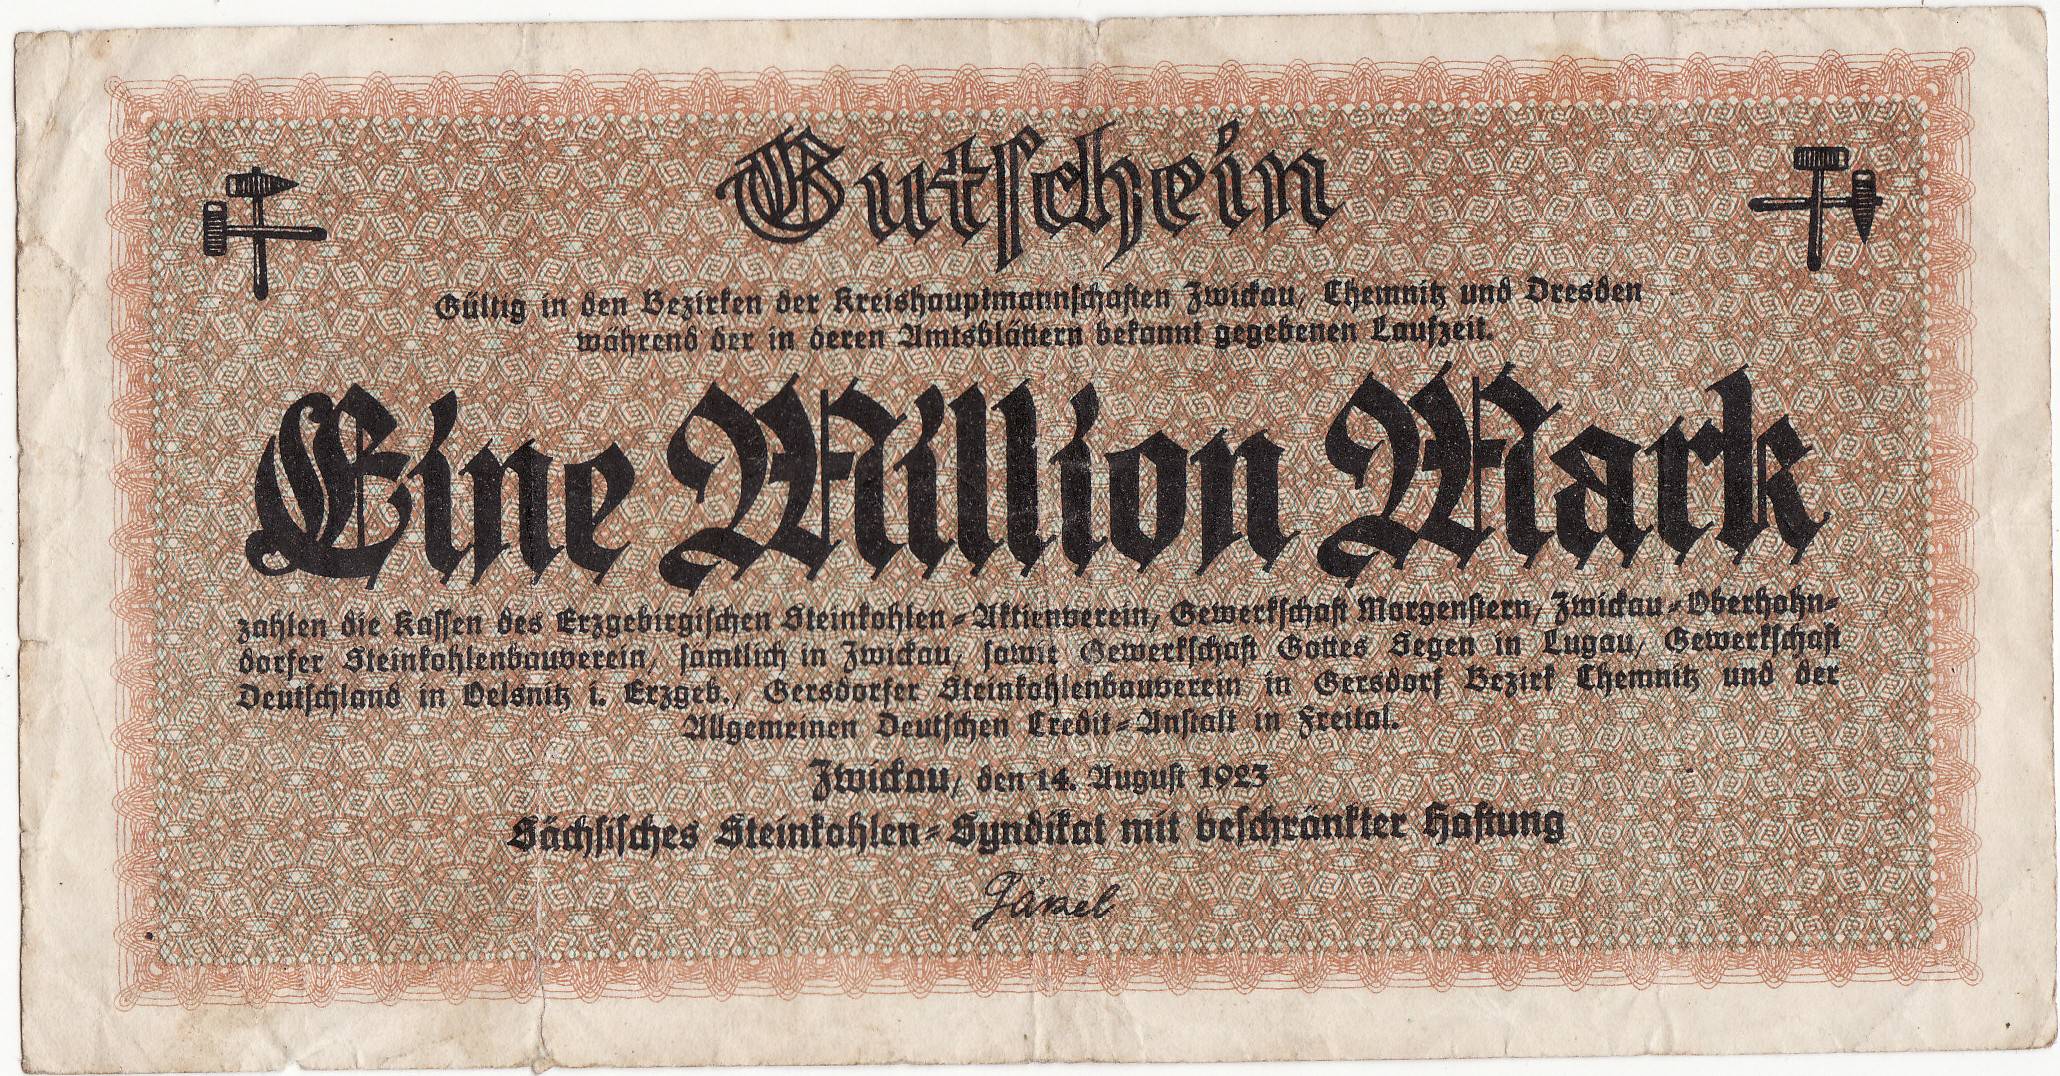 Gutschein
Gültig in den Bezirken der Kreishauptmannschaften Zwickau, Chemnitz und Dresden
während der in deren Amtsblättern bekannt gegebenen Laufzeit.
Eine Million Mark
zahlen die Kassen des Erzgebirgischen Steinkohlen-Aktienverein, Gewerkschaft Morgenstern, Zwickau-Oberhohn-
dorfer Steinkohlenbauverein, samtlich in Zwickau, sowie Gewerkschaft Gottes Segen in Lugau, Gewerkschaft
Deutschland in Oelsnitz i. Erzgeb., Gersdorfer Steinkohlenbauverein in Gersdorf Bezirk Chemnitz und der
Allgemeinen Deutschen Credit-Anstalt in Freital.
Zwickau, den 14. August 1923
Sächsisches Steinkohlen-Syndikat mit beschränkter Haftung